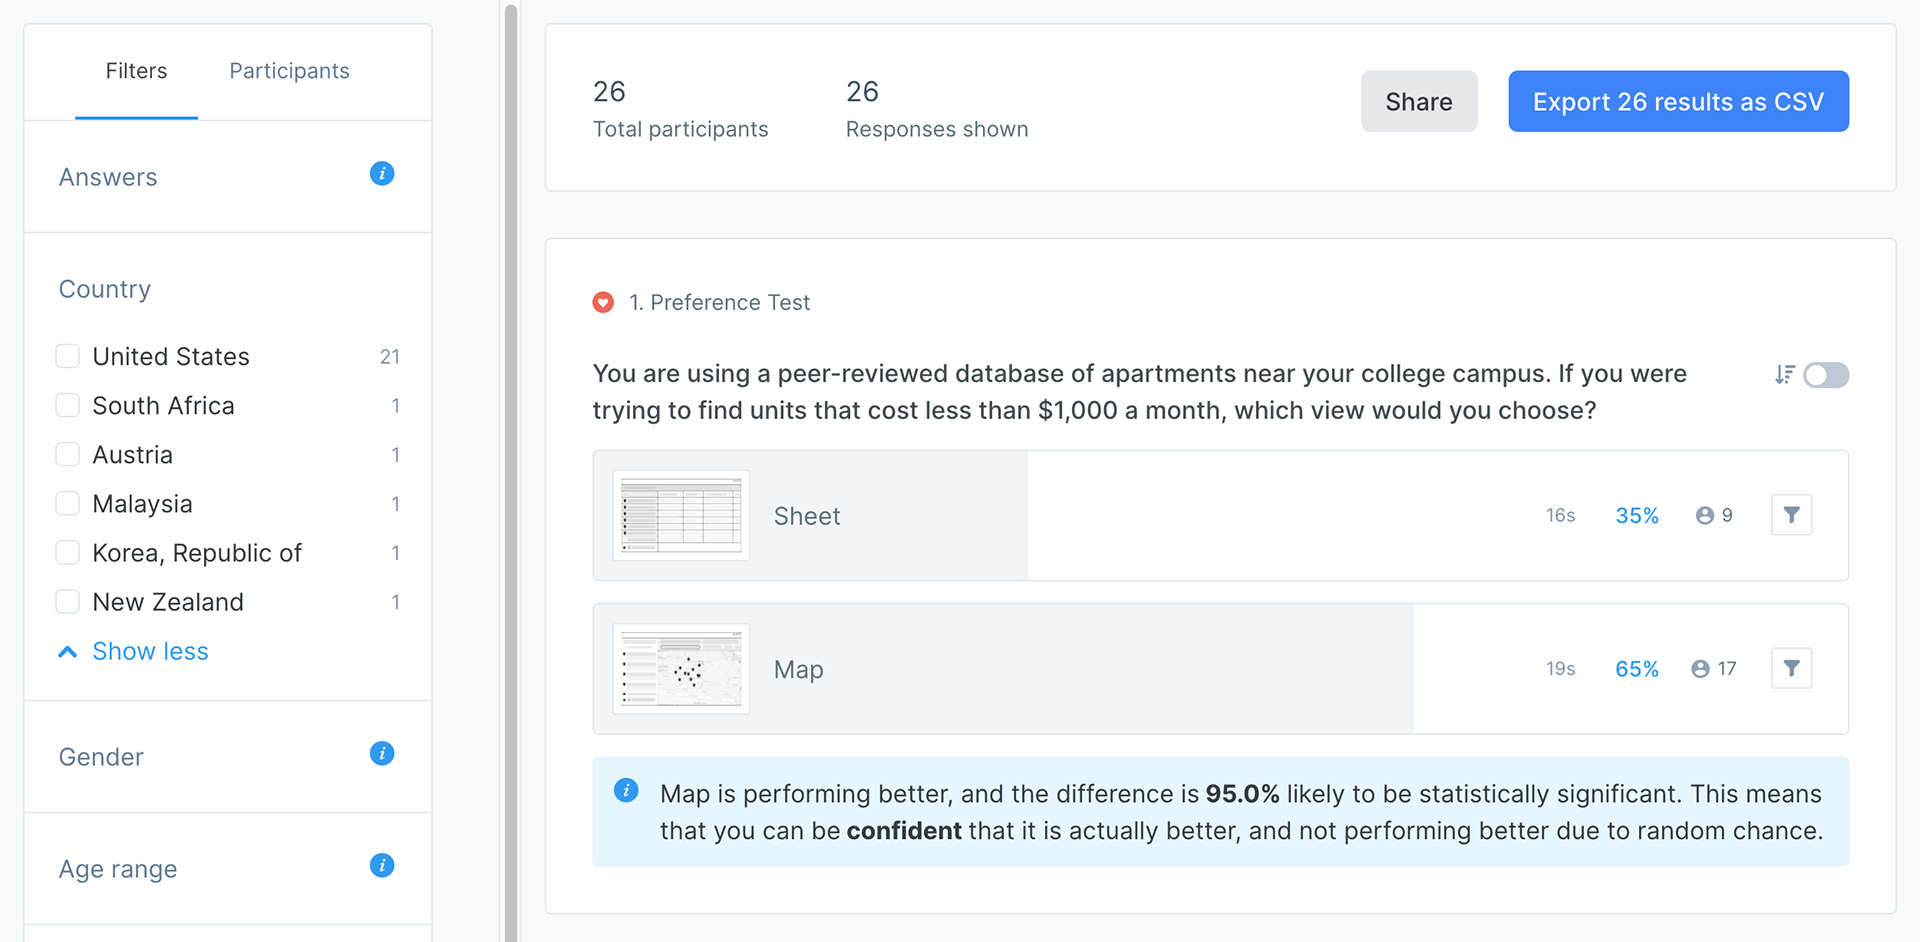 Filters
Participants
Answers
Country
United States 21
South Africa 1
Austria 1
Malaysia 1
Korea, Republic of 1
New Zealand 1
Show less
Gender
Age range
26
Total participants
26
Responses shown
Share
Export 26 results as CSV
1. Preference Test
You are using a peer-reviewed database of apartments near your college campus. If you were
trying to find units that cost less than $1,000 a month, which view would you choose?
Sheet 16s 35% 9
Map 19s 65% 17
Map is performing better, and the difference is 95.0% likely to be statistically significant. This means
that you can be confident that it is actually better, and not performing better due to random chance.